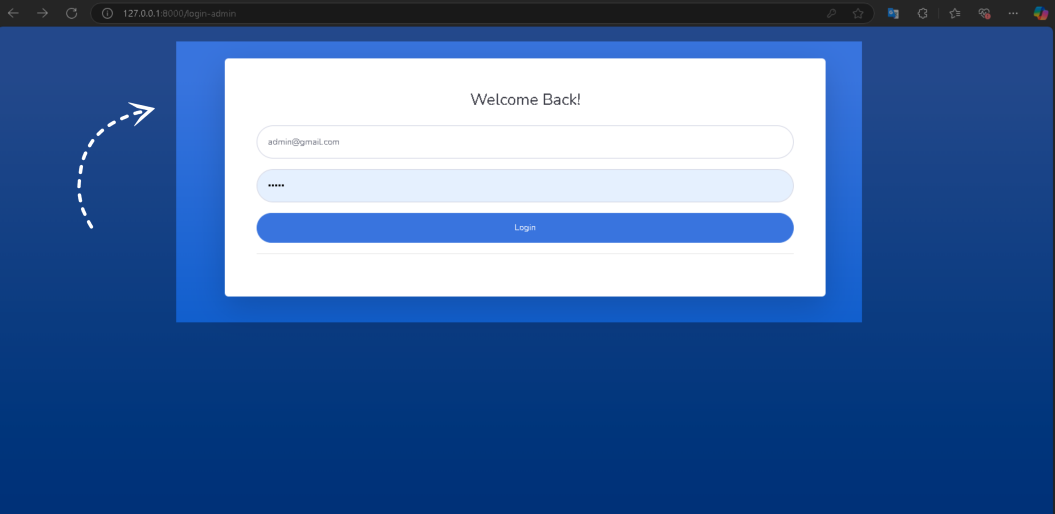 127.0.0.1:8000/login-admin
Welcome Back!
admin@gmail.com
•••••
Login